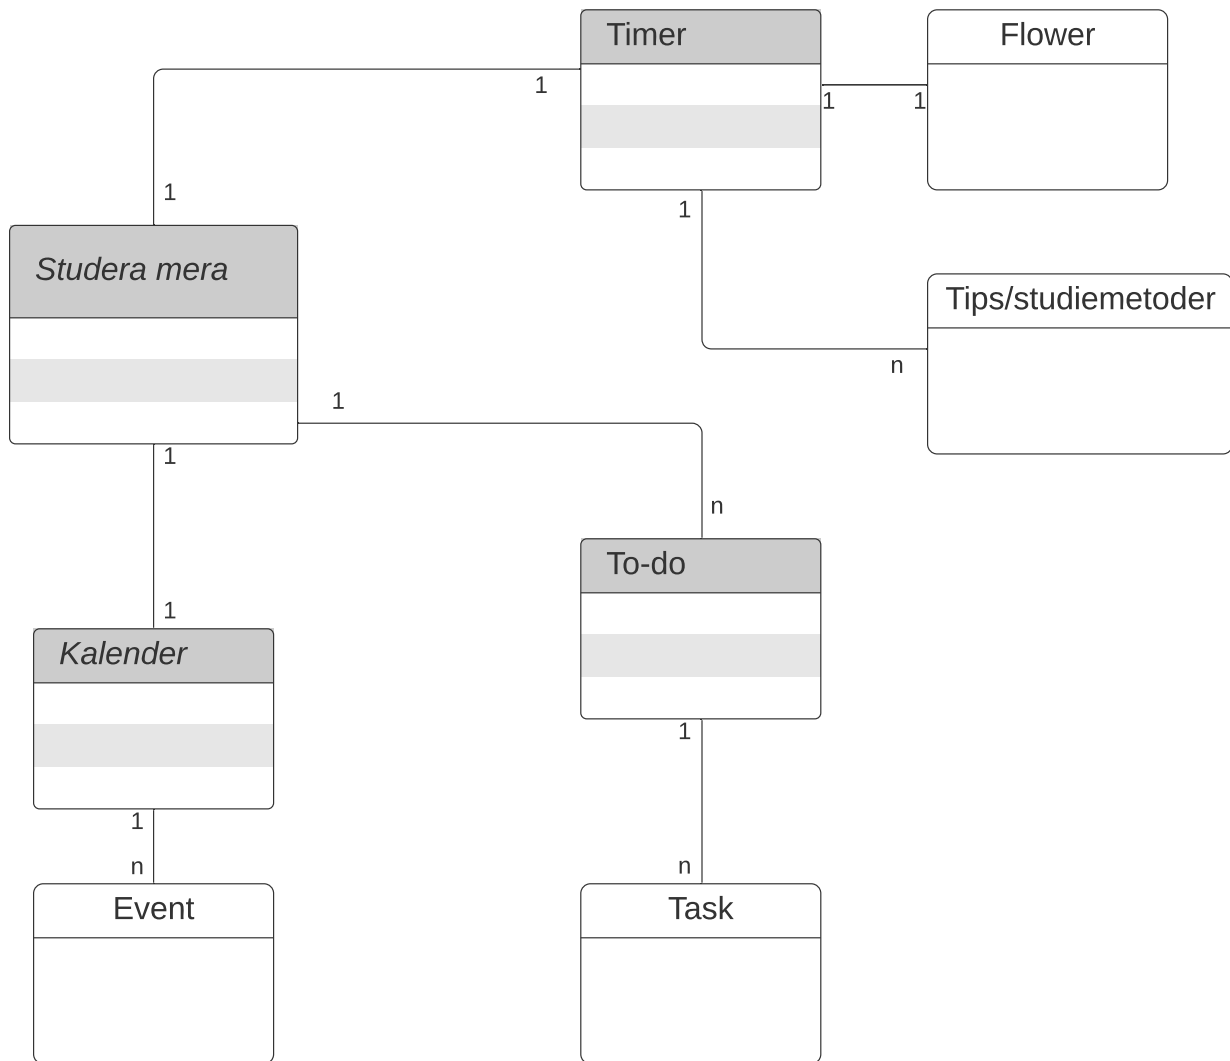 Timer
Flower
1
1
1
1
1
Studera mera
Tips/studiemetoder
n
1
1
n
To-do
1
Kalender
1
1
n
n
Event
Task